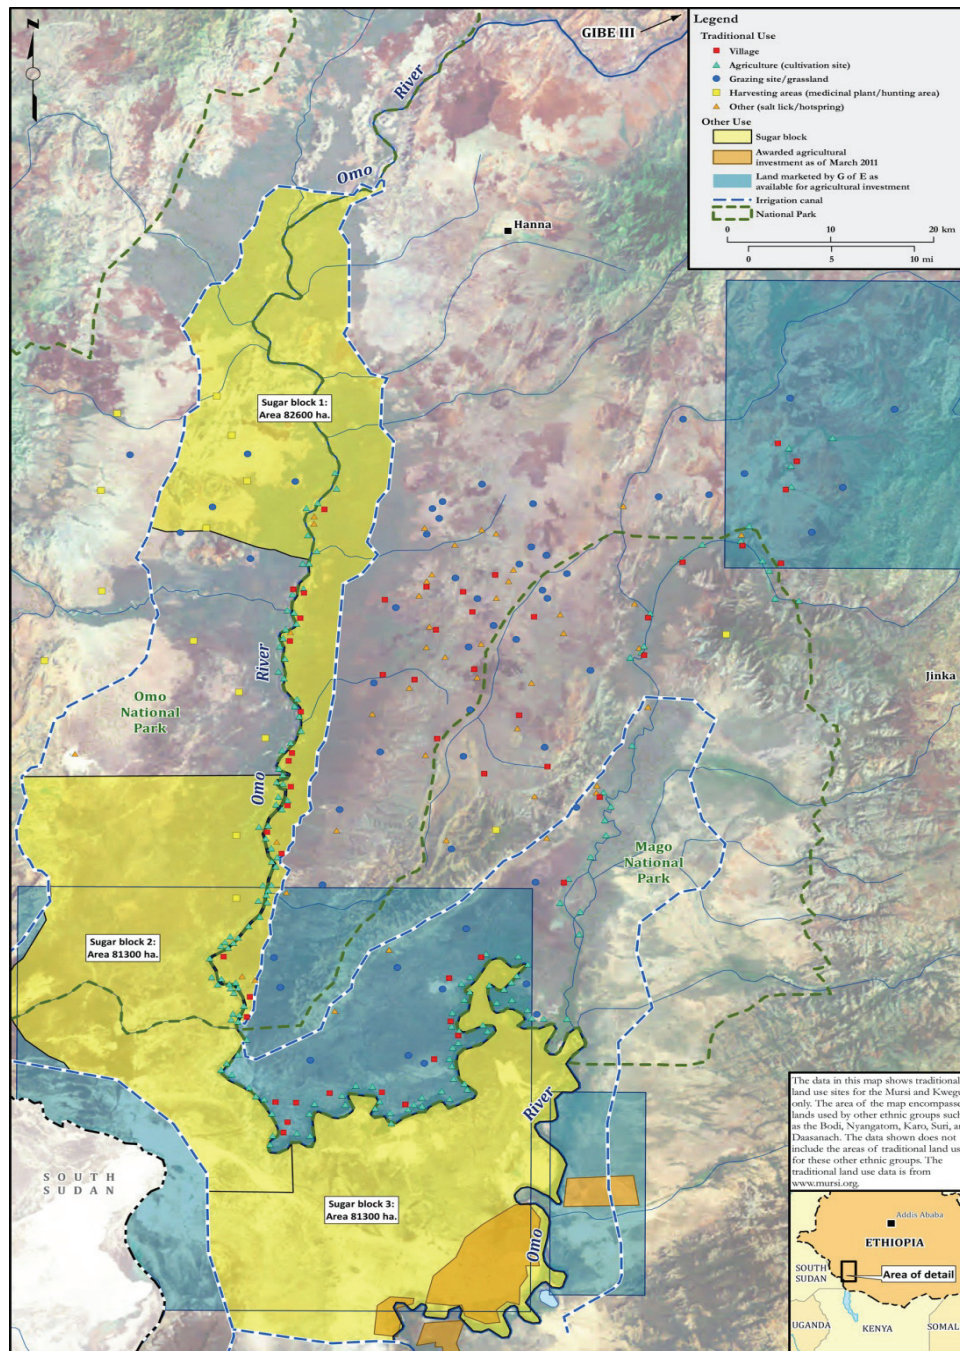 N
GIBE III
River
Omo
Hanna
Legend
Traditional Use
Village
Agriculture (cultivation site)
Grazing site/grassland
Harvesting areas (medicinal plant/hunting area)
Other (salt lick/hotspring)
Other Use
Sugar block
Awarded agricultural
investment as of March 2011
Land marketed by G of E as
available for agricultural investment
Irrigation canal
National Park
0 10 20 km
0 5 10 mi
Sugar block 1:
Area 82600 ha.
River
Omo
National
Park
Jinka
Omo
Mago
National
Park
Sugar block 2:
Area 81300 ha.
River
SOUTH
SUDAN
Sugar block 3:
Area 81300 ha.
Omo
The data in this map shows traditional
land use sites for the Mursi and Kwegu
only. The area of the map encompasse
lands used by other ethnic groups such
as the Bodi, Nyangatom, Karo, Suri, an
Daasanach. The data shown does not
include the areas of traditional land us
for these other ethnic groups. The
traditional land use data is from
www.mursi.org.
Addis Ababa
ETHIOPIA
SOUTH
SUDAN
Area of detail
UGANDA
KENYA
SOMAL